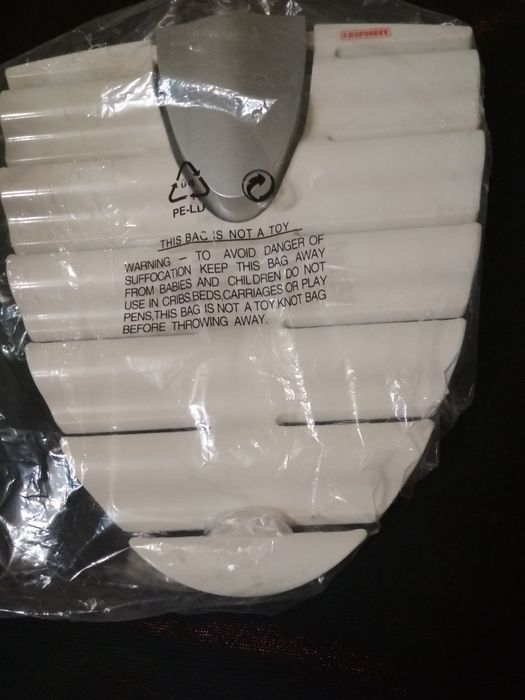 LEIFHEIT
PE-LD
THIS BAG IS NOT A TOY
WARNING – TO AVOID DANGER OF
SUFFOCATION KEEP THIS BAG AWAY
FROM BABIES AND CHILDREN DO NOT
USE IN CRIBS,BEDS,CARRIAGES OR PLAY
PENS,THIS BAG IS NOT A TOY.KNOT BAG
BEFORE THROWING AWAY.